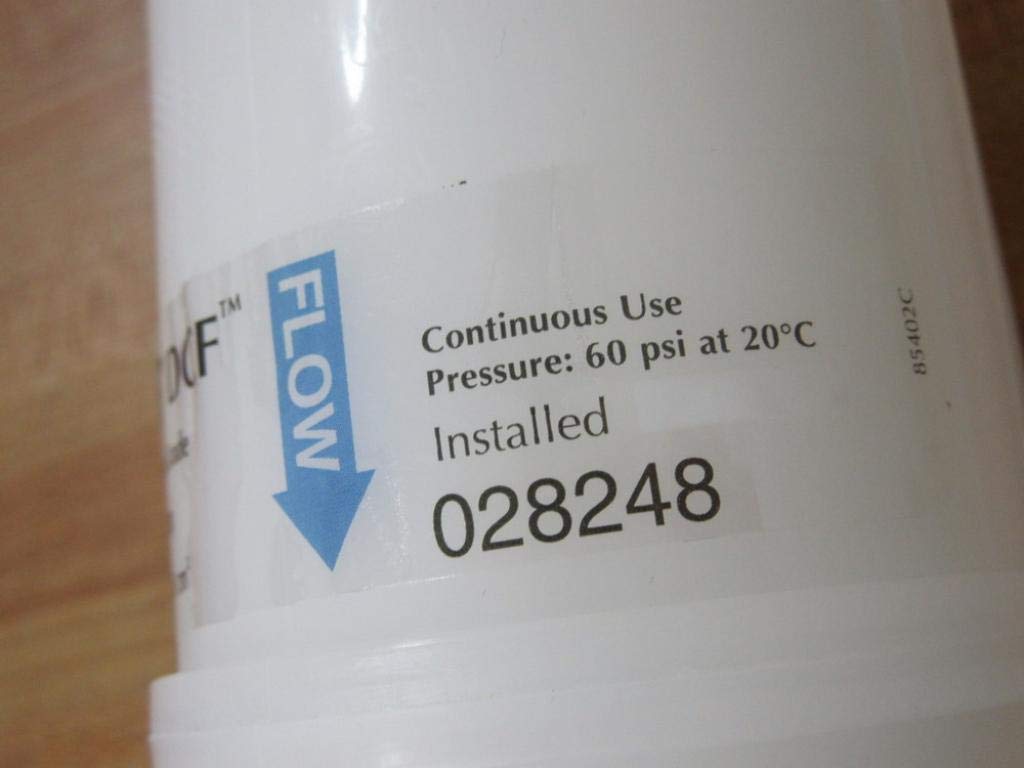 FLOW
Continuous Use
Pressure: 60 psi at 20°C
Installed
028248
85402C